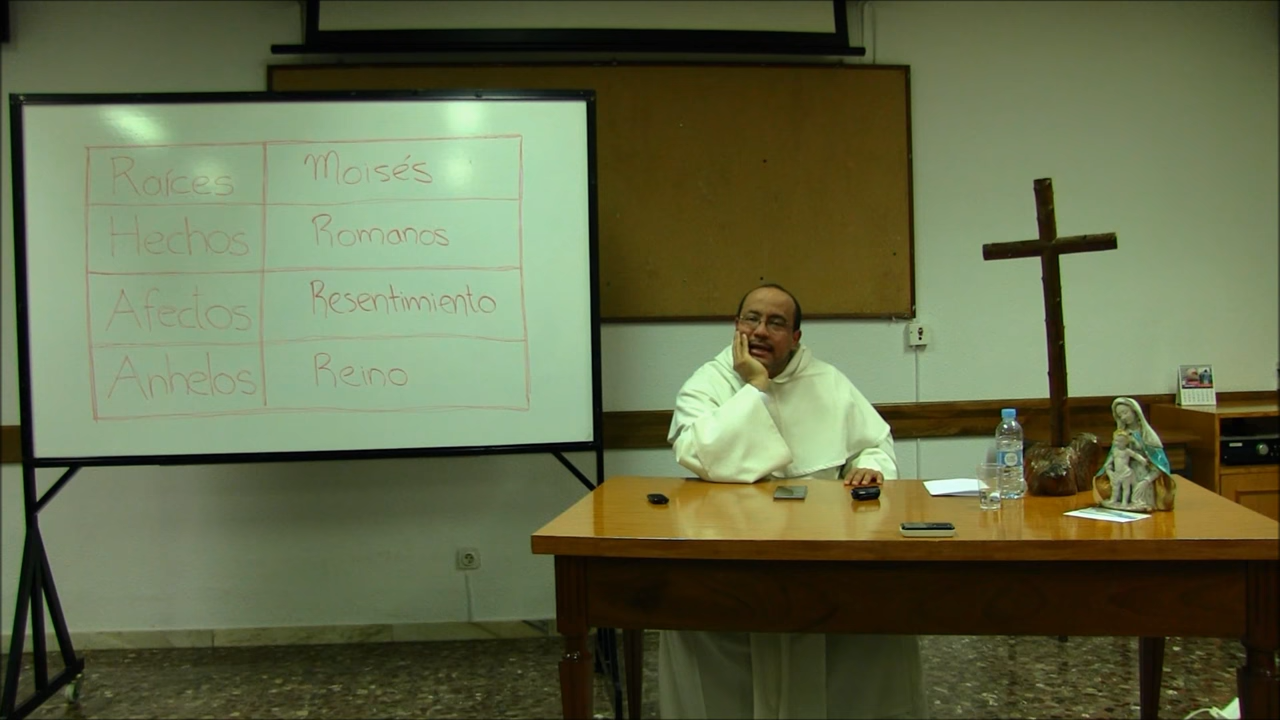 Raíces Moisés
Hechos Romanos
Afectos Resentimiento
Anhelos Reino